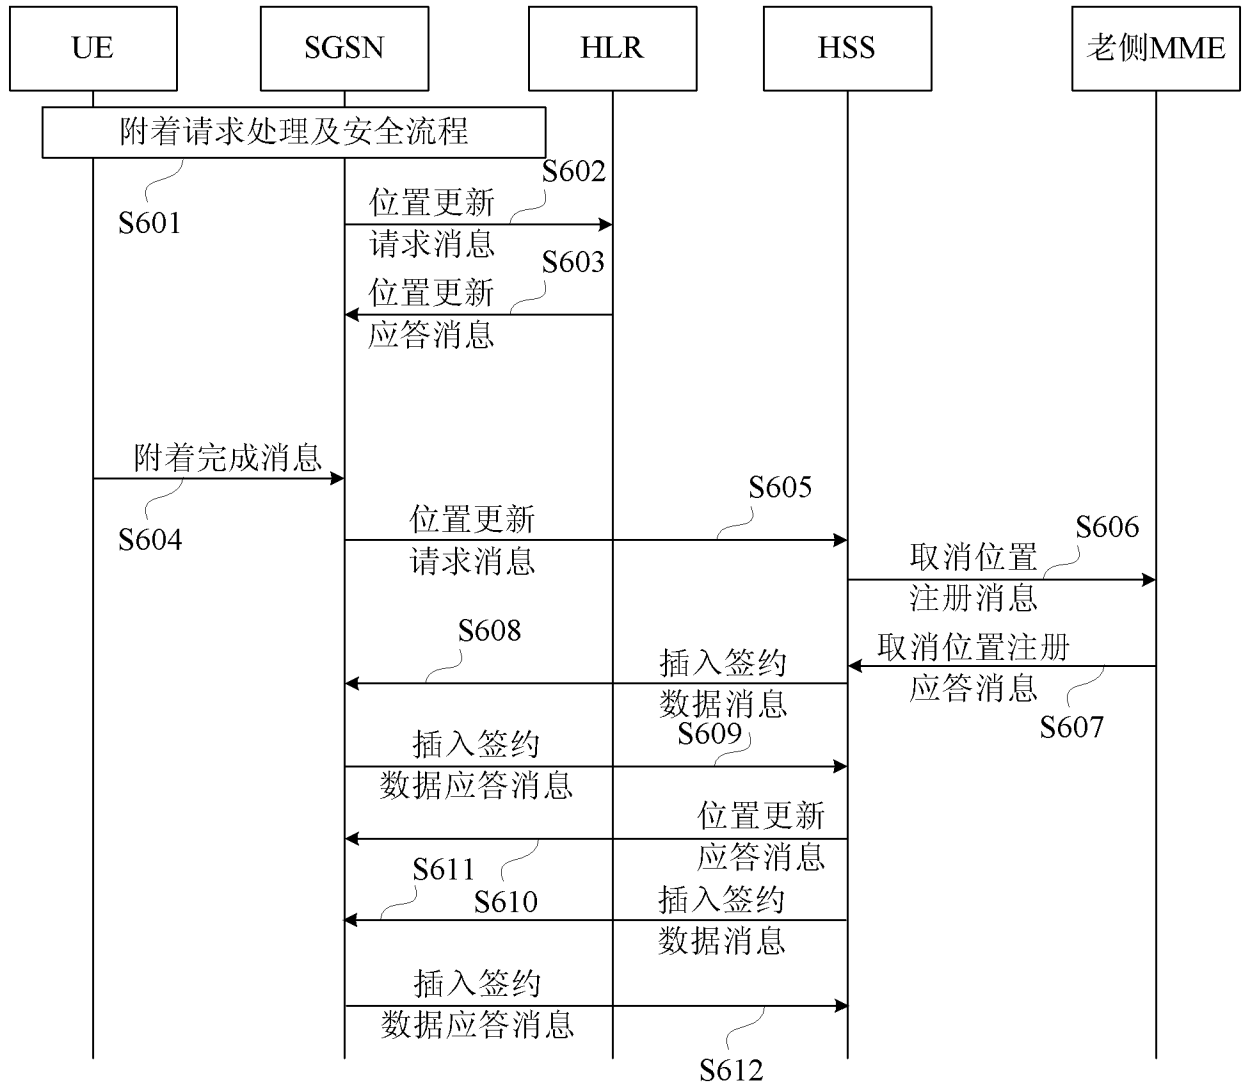 UE
SGSN
HLR
HSS
老侧MME
附着请求处理及安全流程
S601
S602
位置更新
请求消息
S603
位置更新
应答消息
附着完成消息
S604
S605
位置更新
请求消息
S606
取消位置
注册消息
S608
取消位置注册
应答消息
S607
插入签约
数据消息
S609
插入签约
数据应答消息
位置更新
应答消息
S611
S610
插入签约
数据消息
插入签约
数据应答消息
S612